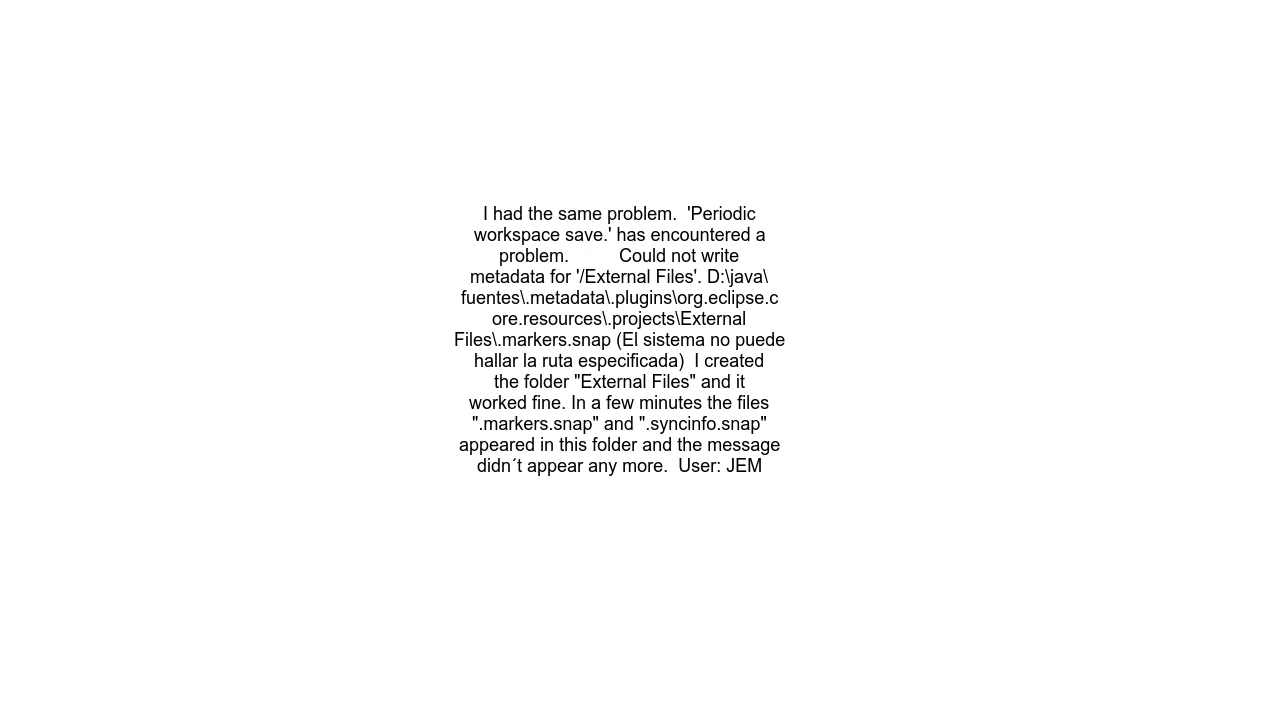 I had the same problem.  'Periodic
workspace save.' has encountered a
problem.          Could not write
metadata for '/External Files'. D:\java\
fuentes\.metadata\.plugins\org.eclipse.c
ore.resources\.projects\External
Files\.markers.snap (El sistema no puede
hallar la ruta especificada)  I created
the folder "External Files" and it
worked fine. In a few minutes the files
".markers.snap" and ".syncinfo.snap"
appeared in this folder and the message
didn´t appear any more.  User: JEM